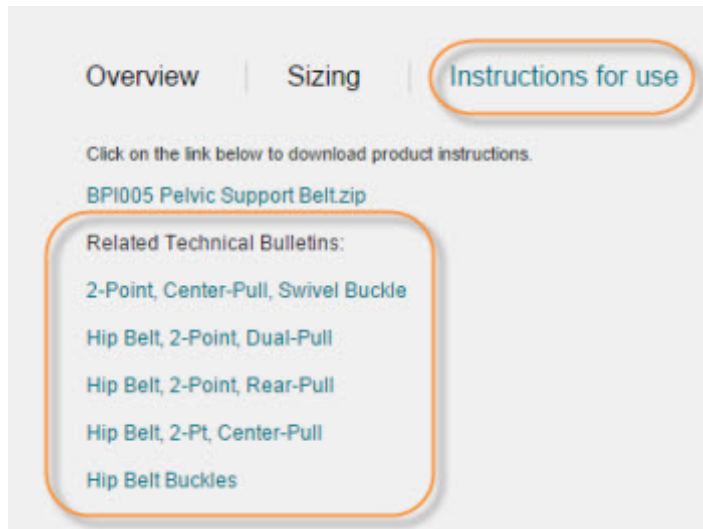 Overview Sizing Instructions for use
Click on the link below to download product instructions.
BPI005 Pelvic Support Belt.zip
Related Technical Bulletins:
2-Point, Center-Pull, Swivel Buckle
Hip Belt, 2-Point, Dual-Pull
Hip Belt, 2-Point, Rear-Pull
Hip Belt, 2-Pt, Center-Pull
Hip Belt Buckles